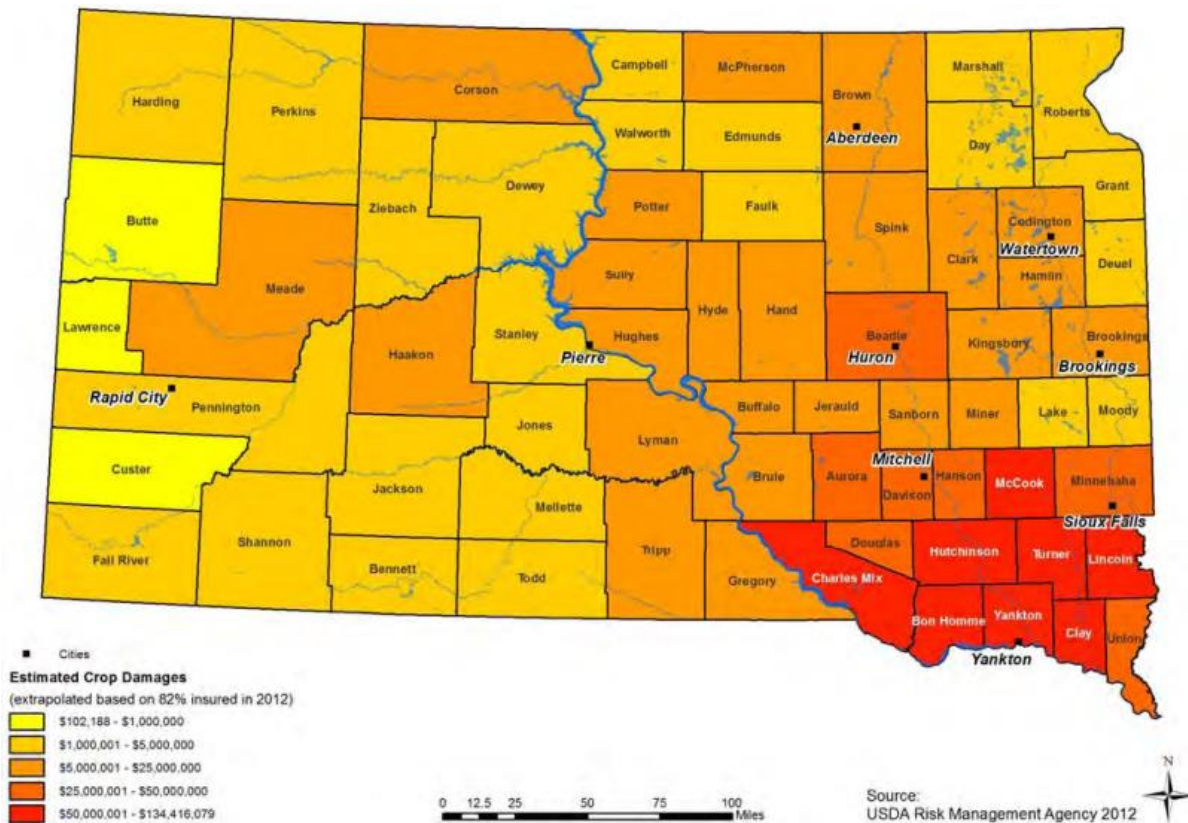 Campbell
McPherson
Brown
Marshall
Harding
Perkins
Corson
Roberts
Walworth
Edmunds
Aberdeen
Day
Dewey
Grant
Butte
Ziebach
Potter
Faulk
Spink
Codington
Watertown
Clark
Hamlin
Deuel
Meade
Sully
Hyde
Hand
Lawrence
Haakon
Stanley
Hughes
Pierre
Beadle
Huron
Kingsbury
Brookings
Brookings
Rapid City
Pennington
Jones
Lyman
Buffalo
Jerauld
Sanborn
Miner
Lake
Moody
Custer
Jackson
Mellette
Brule
Aurora
Mitchell
Davison
Hanson
McCook
Minnehaha
Sioux Falls
Fall River
Shannon
Bennett
Todd
Tripp
Gregory
Douglas
Charles Mix
Hutchinson
Turner
Lincoln
Bon Homme
Yankton
Clay
Union
Yankton
Cities
Estimated Crop Damages
(extrapolated based on 82% insured in 2012)
$102,188 - $1,000,000
$1,000,001 - $5,000,000
$5,000,001 - $25,000,000
$25,000,001 - $50,000,000
$50,000,001 - $134,416,079
0 12.5 25 50 75 100
Miles
Source:
USDA Risk Management Agency 2012
N